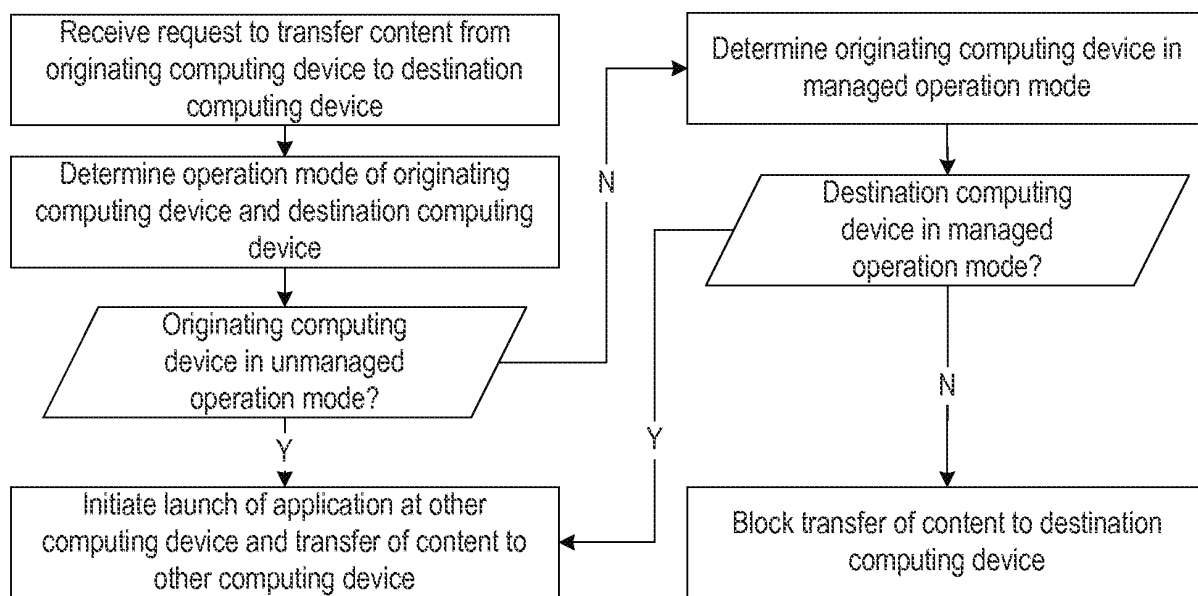 Receive request to transfer content from
originating computing device to destination
computing device
Determine operation mode of originating
computing device and destination computing
device
Originating computing
device in unmanaged
operation mode?
N
Y
Initiate launch of application at other
computing device and transfer of content to
other computing device
Determine originating computing device in
managed operation mode
Destination computing
device in managed
operation mode?
Y
N
Block transfer of content to destination
computing device